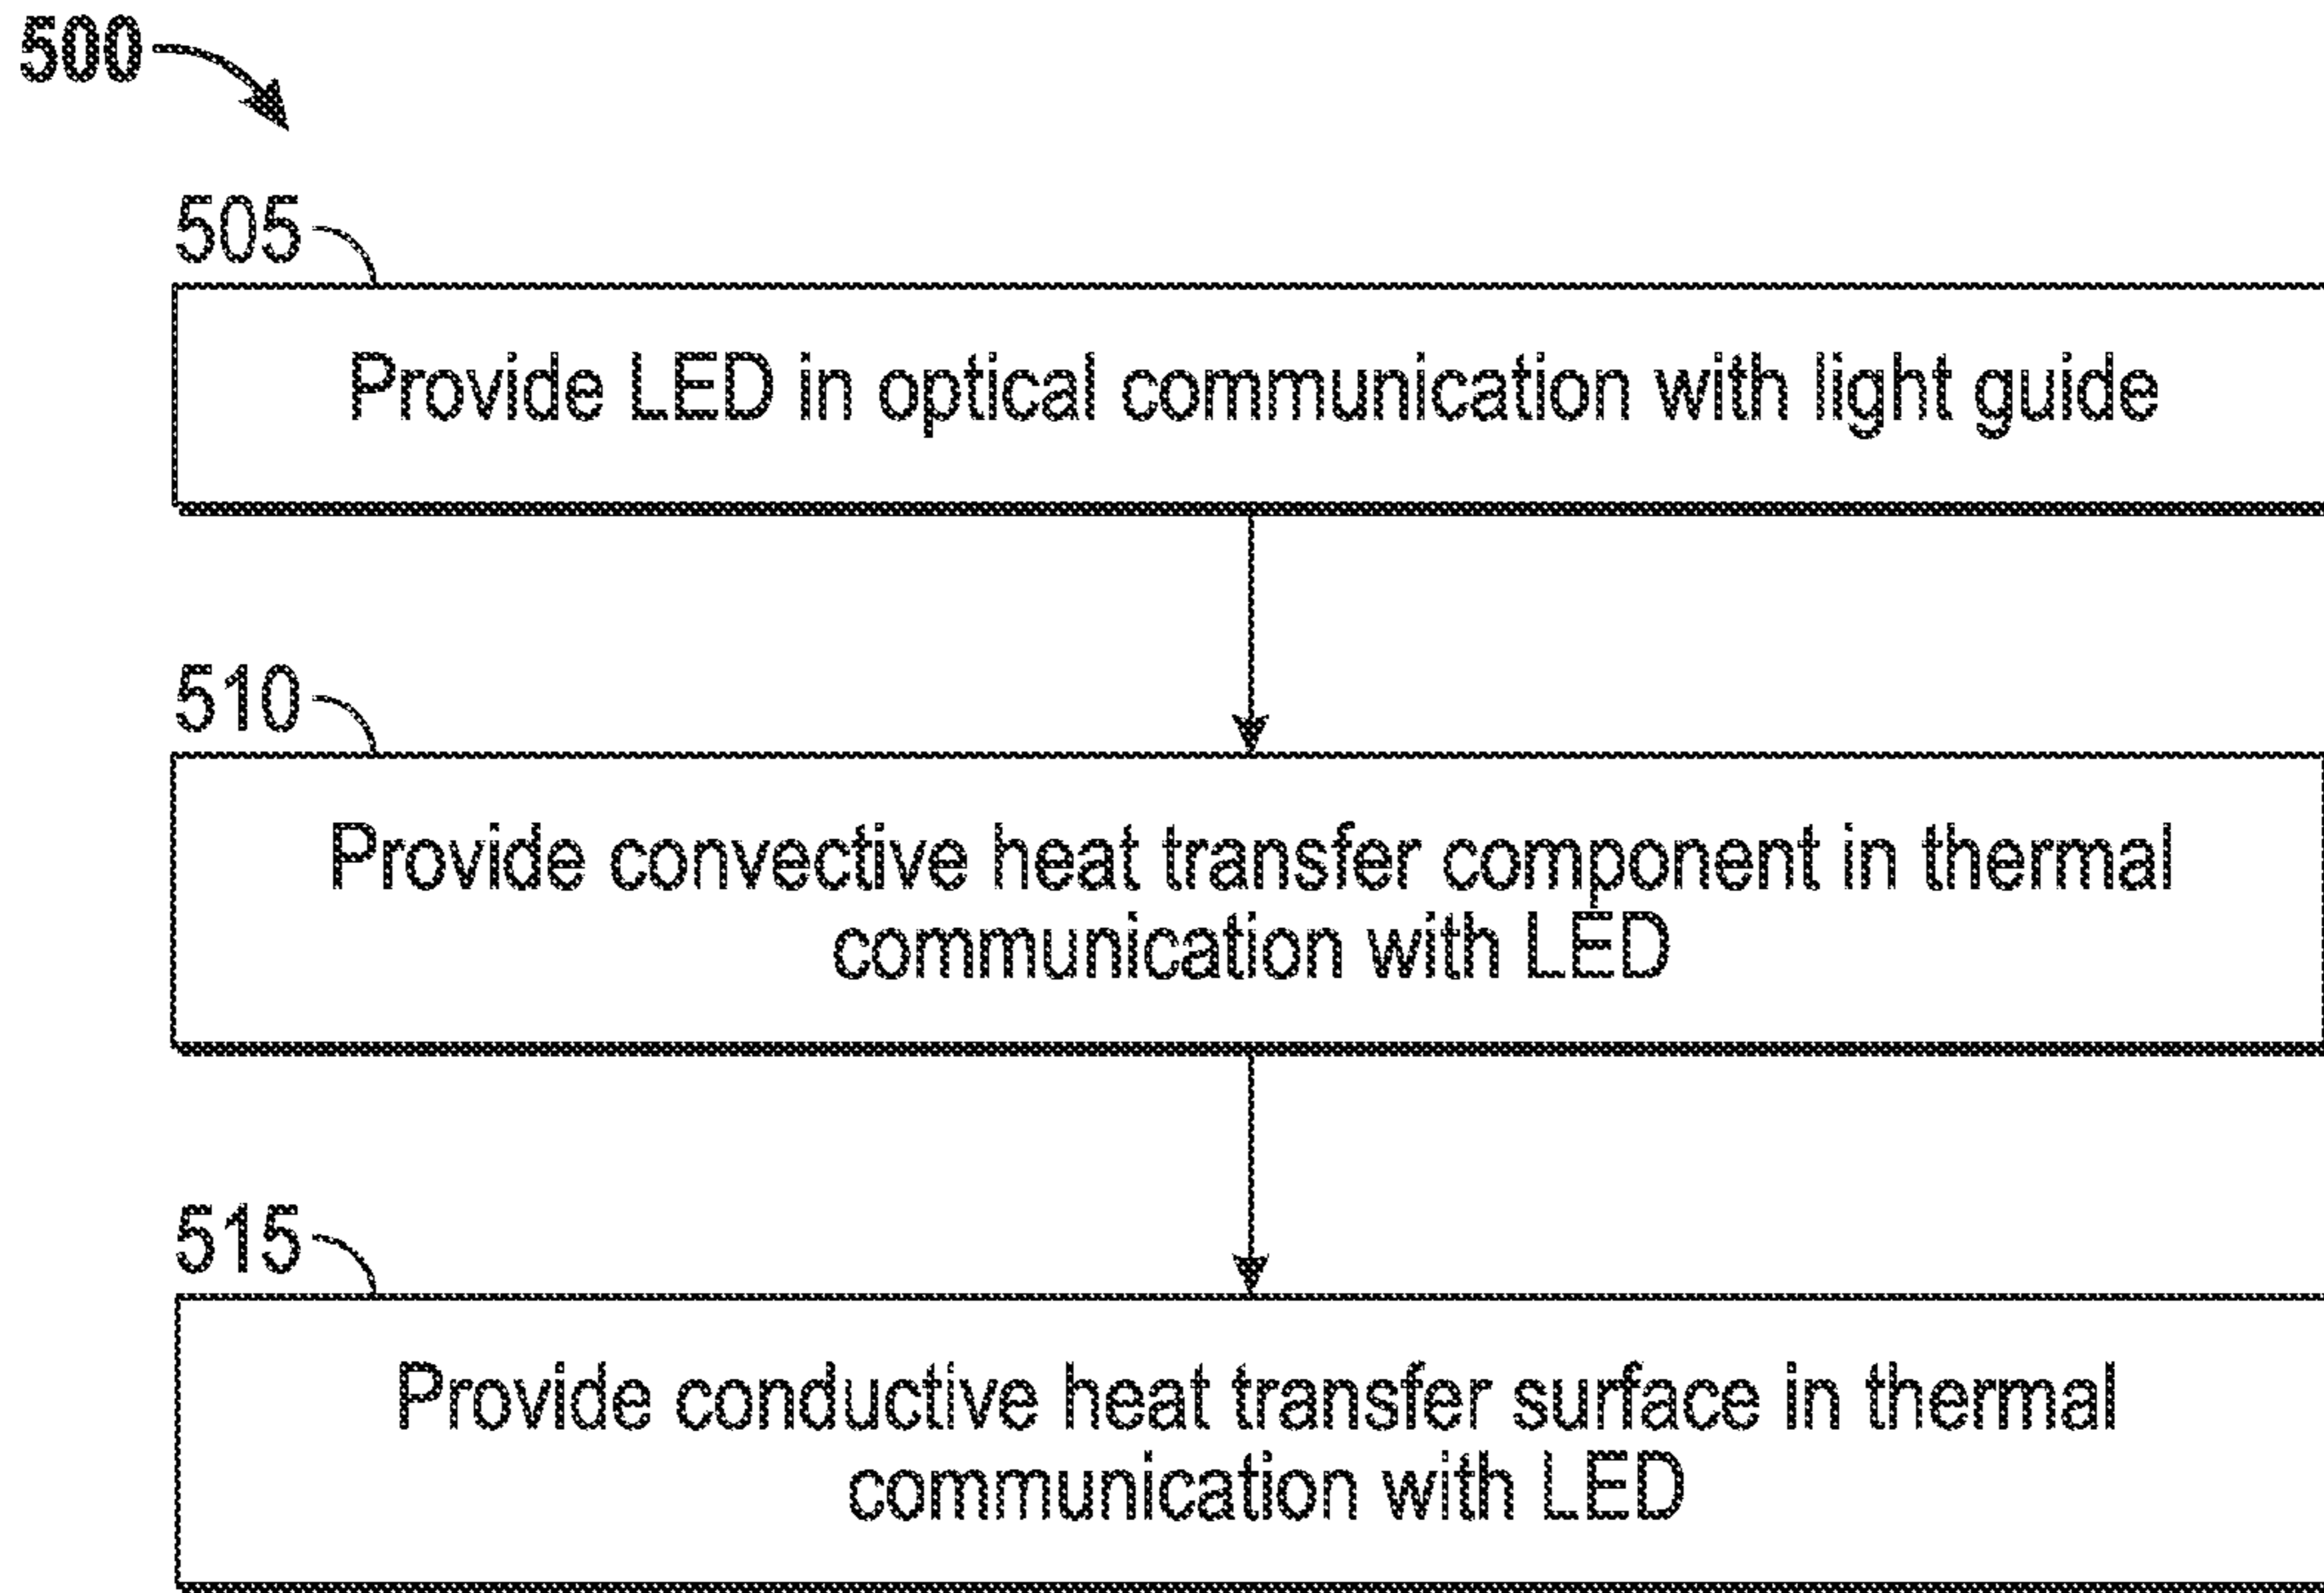 500
505
Provide LED in optical communication with light guide
510
Provide convective heat transfer component in thermal
communication with LED
515
Provide conductive heat transfer surface in thermal
communication with LED